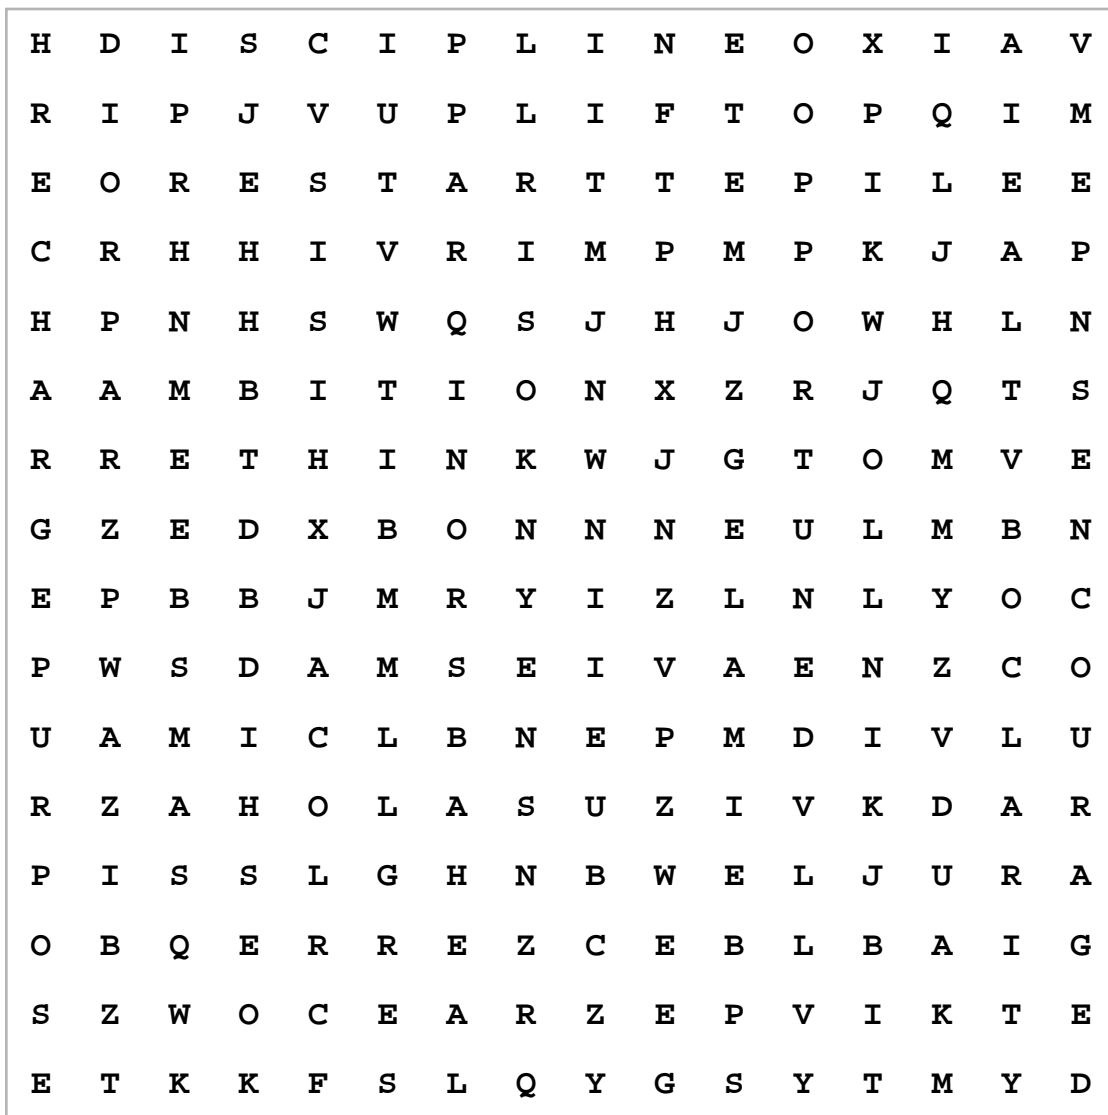 H D I S C I P L I N E O X I A V
R I P J V U P L I F T O P Q I M
E O R E S T A R T T E P I L E E
C R H H I V R I M P M P K J A P
H P N H S W Q S J H J O W H L N
A A M B I T I O N X Z R J Q T S
R R E T H I N K W J G T O M V E
G Z E D X B O N N N E U L M B N
E P B B J M R Y I Z L N L Y O C
P W S D A M S E I V A E N Z C O
U A M I C L B N E P M D I V L U
R Z A H O L A S U Z I V K D A R
P I S S L G H N B W E L J U R A
O B Q E R R E Z C E B L B A I G
S Z W O C E A R Z E P V I K T E
E T K K F S L Q Y G S Y T M Y D